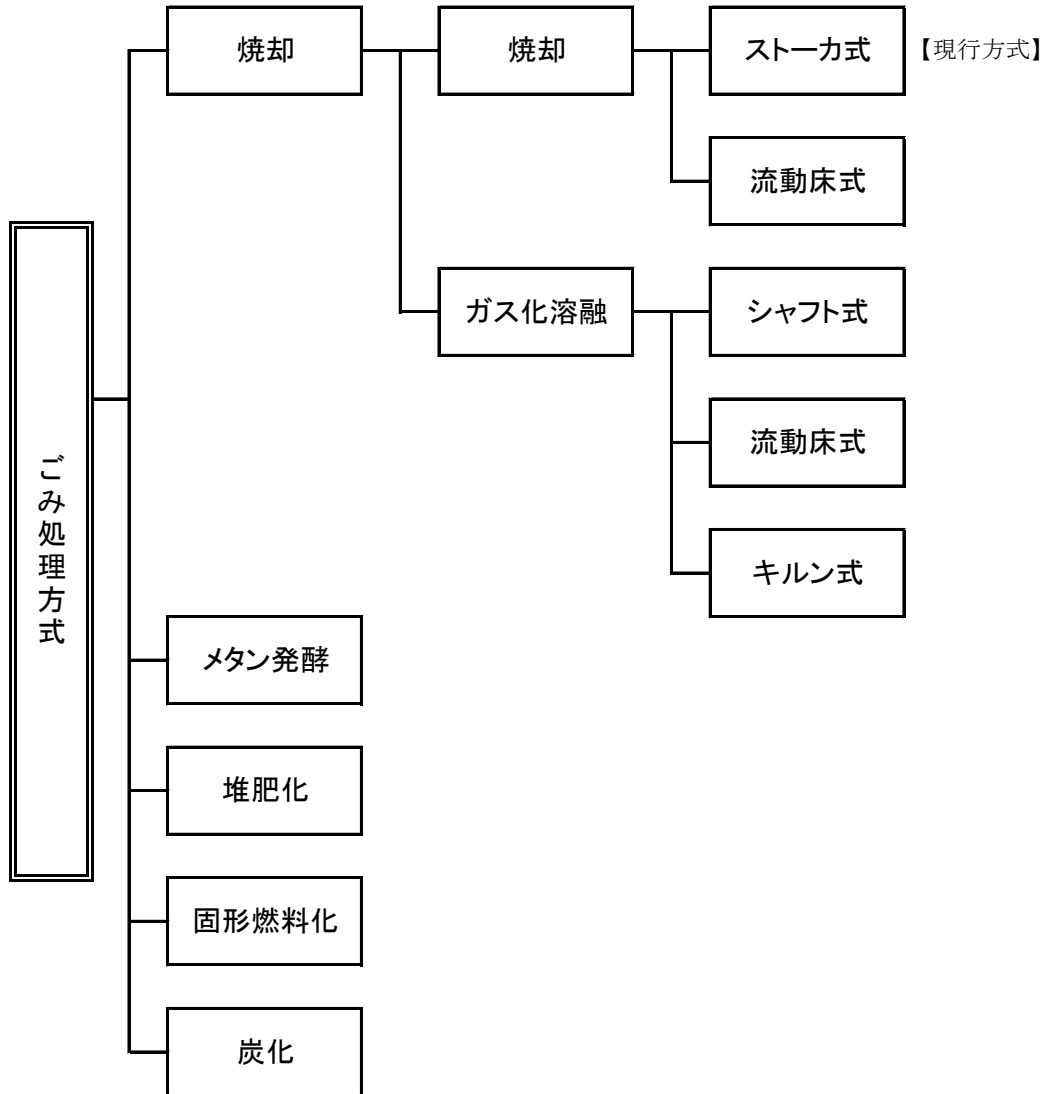 ごみ処理方式
焼却
焼却
ストーカ式
【現行方式】
流動床式
ガス化溶融
シャフト式
流動床式
キルン式
メタン発酵
堆肥化
固形燃料化
炭化